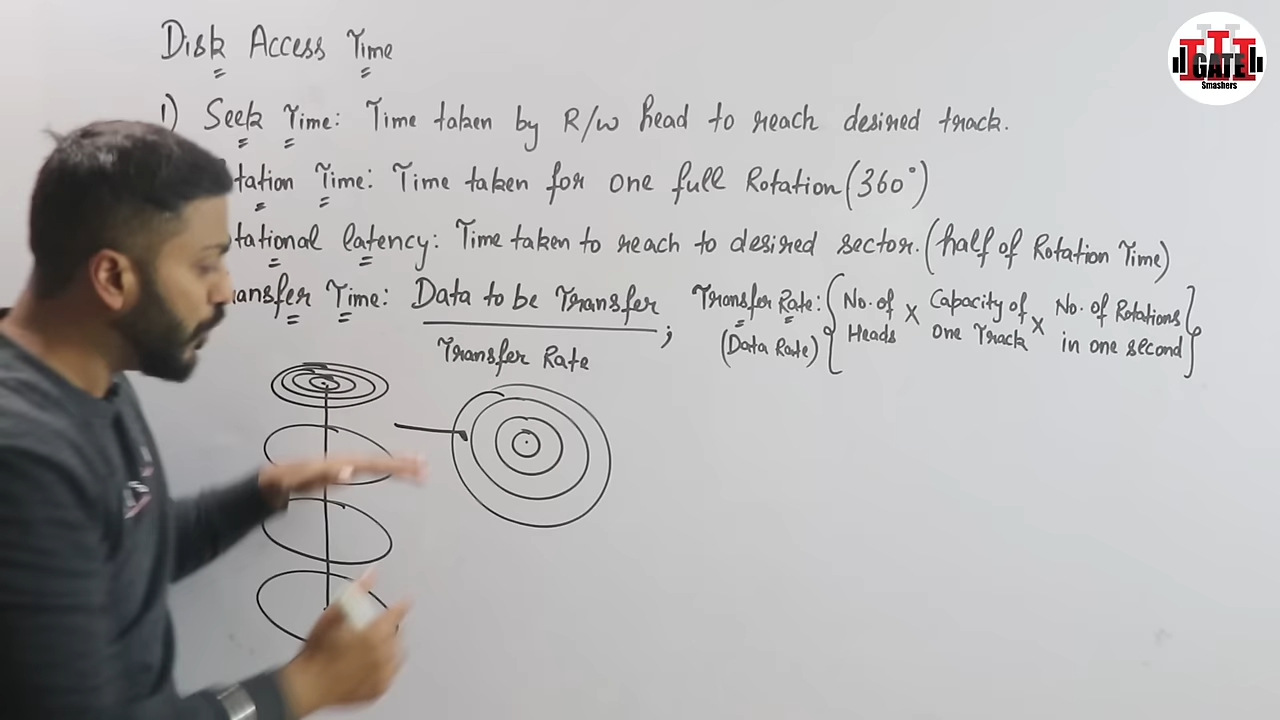 Disk Access Time
1) Seek Time: Time taken by R/w head to reach desired track.
tation Time: Time taken for one full Rotation (360°)
tational latency: Time taken to reach to desired sector. (half of Rotation Time)
ansfer Time: Data to be Transfer / Transfer Rate ; Transfer Rate: (Data Rate) { No. of Heads x Capacity of one Track x No. of Rotations in one second }
GATE
Smashers